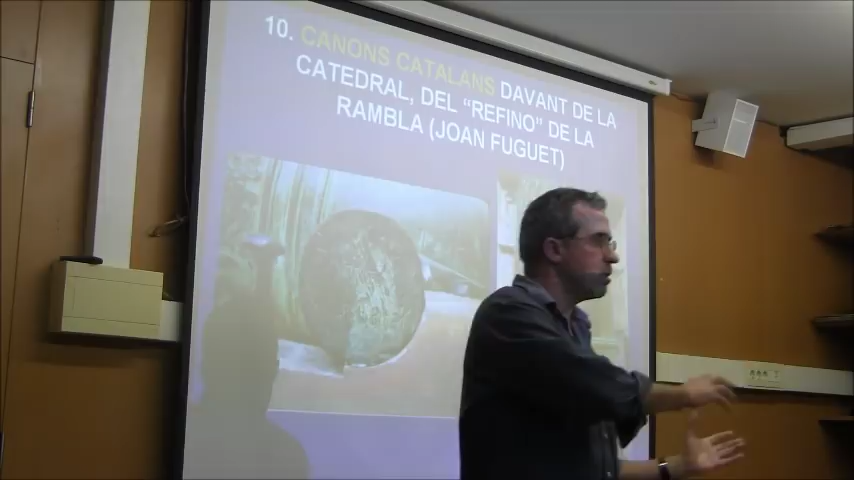 10. CANONS CATALANS DAVANT DE LA
CATEDRAL, DEL “REFINO” DE LA
RAMBLA (JOAN FUGUET)